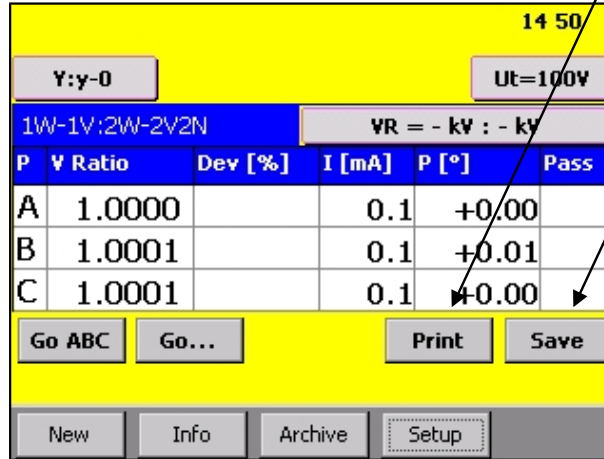 14 50
Y:y-0 Ut=100V
1W-1V:2W-2V2N VR = - kV : - kV
P V Ratio Dev [%] I [mA] P [°] Pass
A 1.0000 0.1 +0.00
B 1.0001 0.1 +0.01
C 1.0001 0.1 +0.00
Go ABC Go... Print Save
New Info Archive Setup